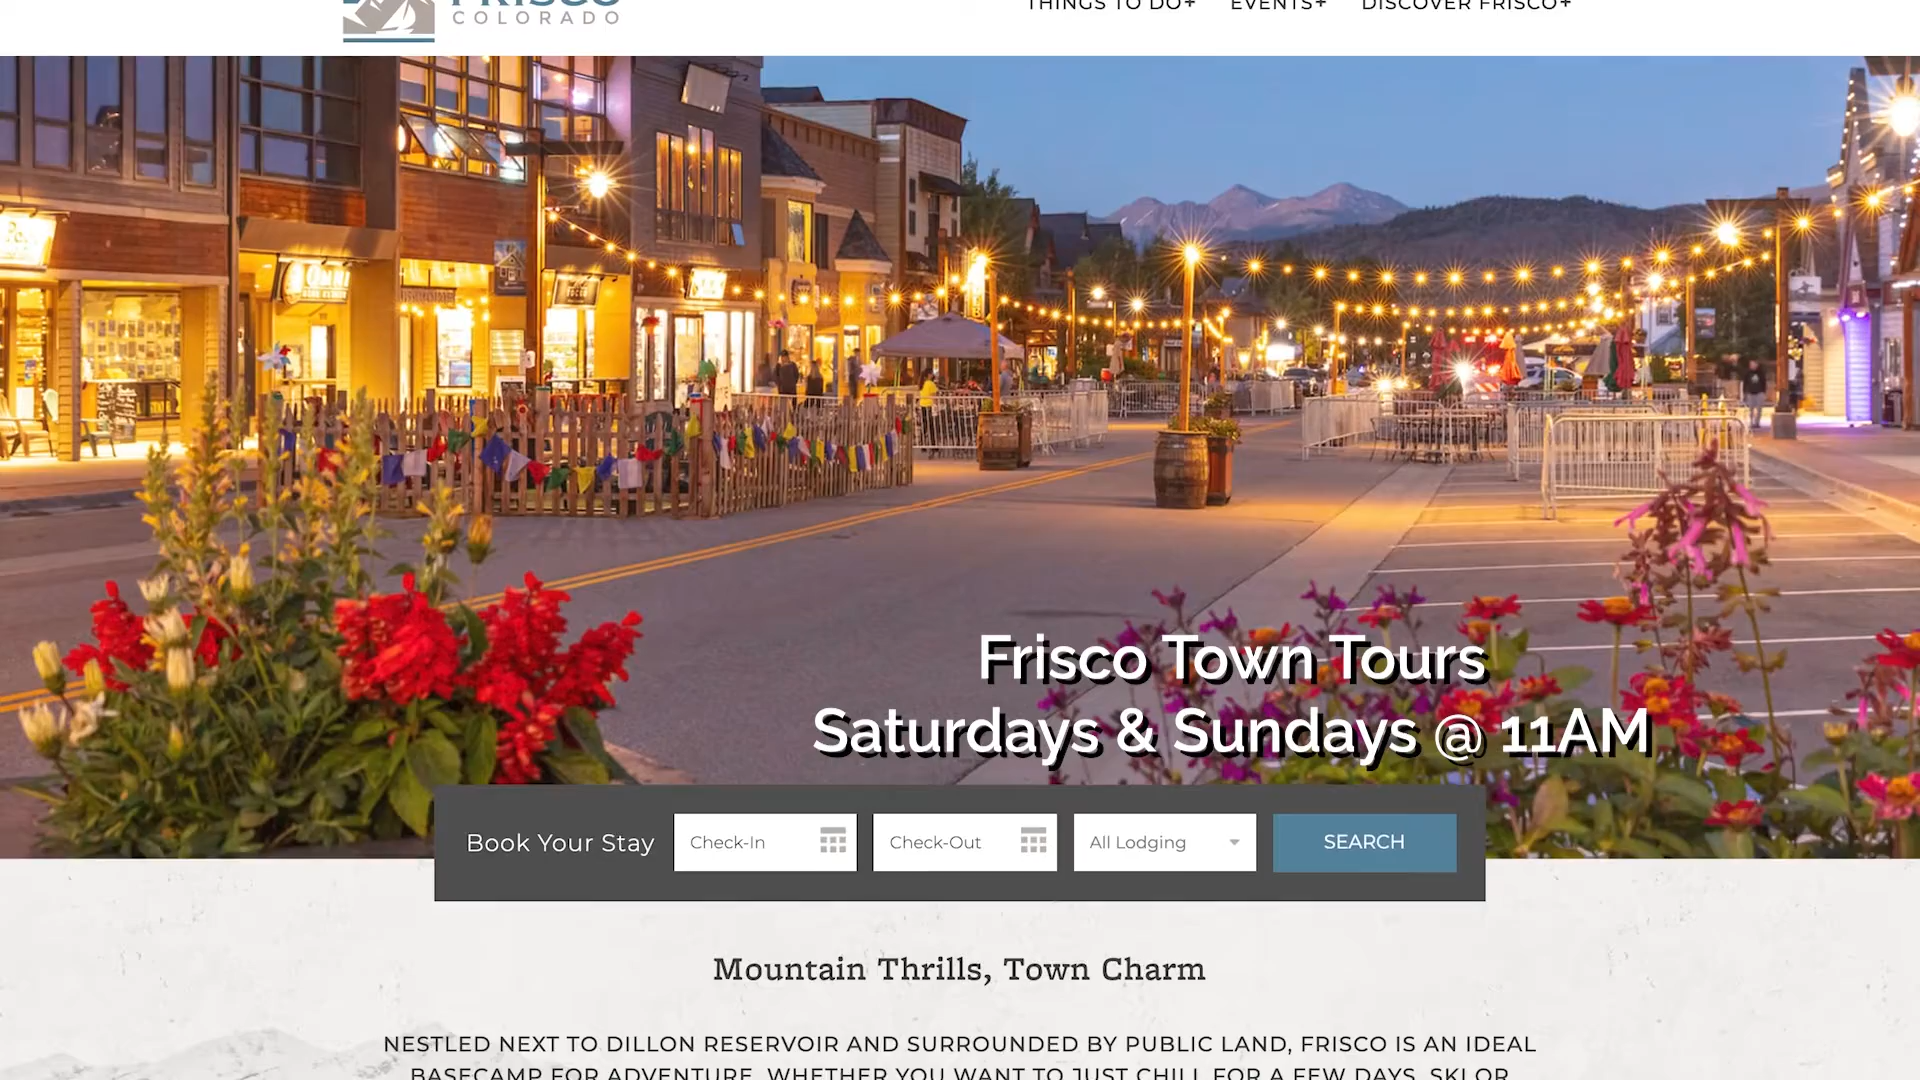 FRISCO
COLORADO
THINGS TO DO+ EVENTS+ DISCOVER FRISCO+
Frisco Town Tours
Saturdays & Sundays @ 11AM
Book Your Stay
Check-In
Check-Out
All Lodging
SEARCH
Mountain Thrills, Town Charm
NESTLED NEXT TO DILLON RESERVOIR AND SURROUNDED BY PUBLIC LAND, FRISCO IS AN IDEAL
BASECAMP FOR ADVENTURE. WHETHER YOU WANT TO JUST CHILL FOR A FEW DAYS, SKI OR